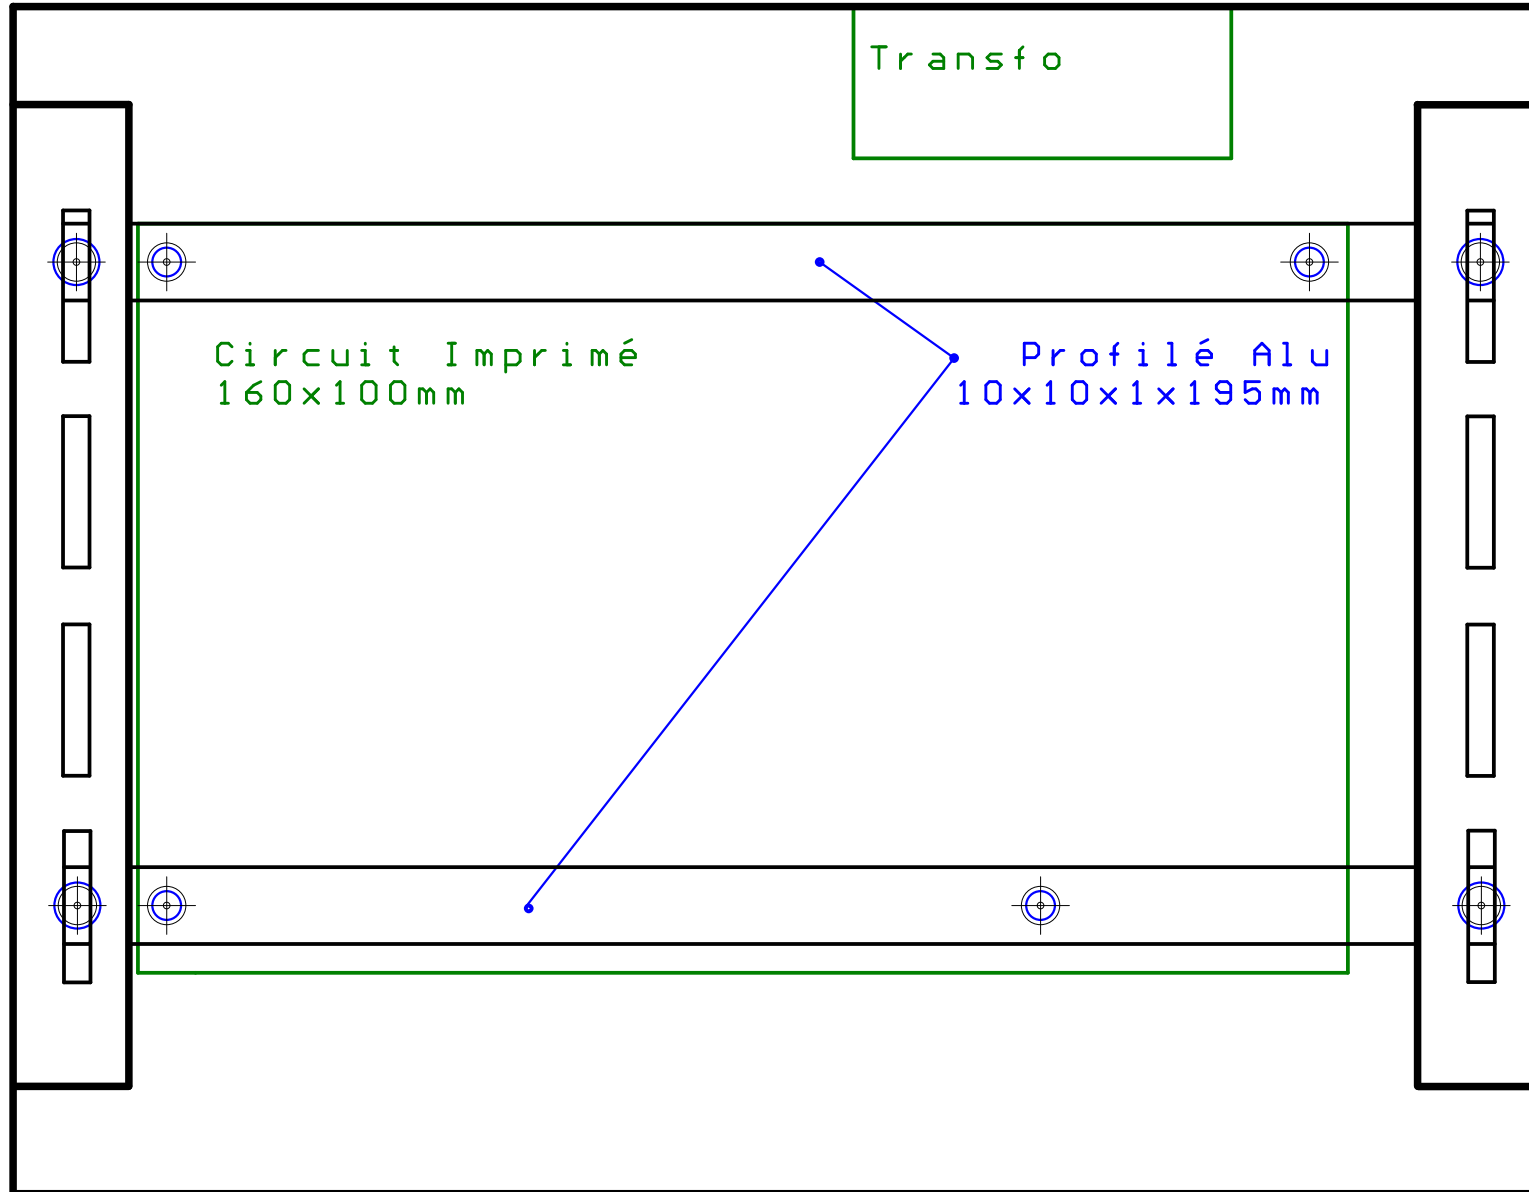 Transfo
Circuit Imprimé
160x100mm
Profilé Alu
10x10x1x195mm